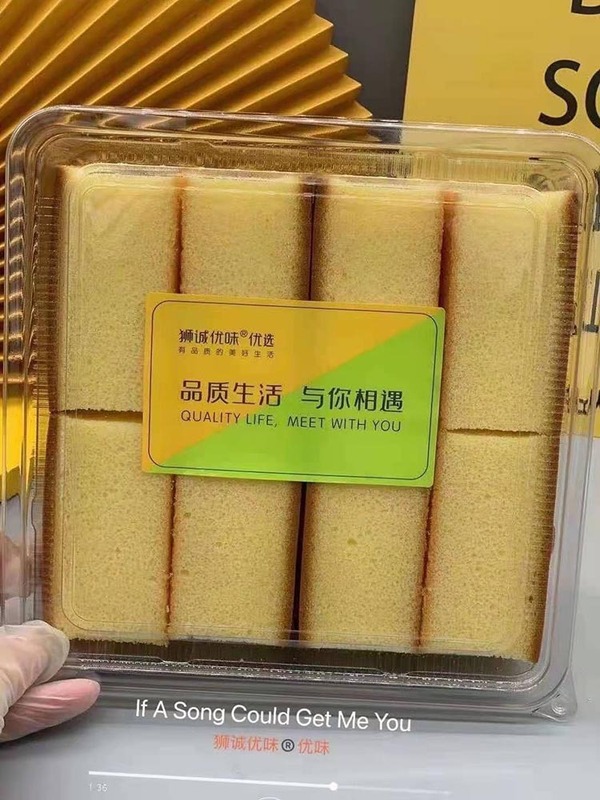 狮诚优味®优选
有品质的美好生活
品质生活 与你相遇
QUALITY LIFE, MEET WITH YOU
If A Song Could Get Me You
狮诚优味®优味
1:36